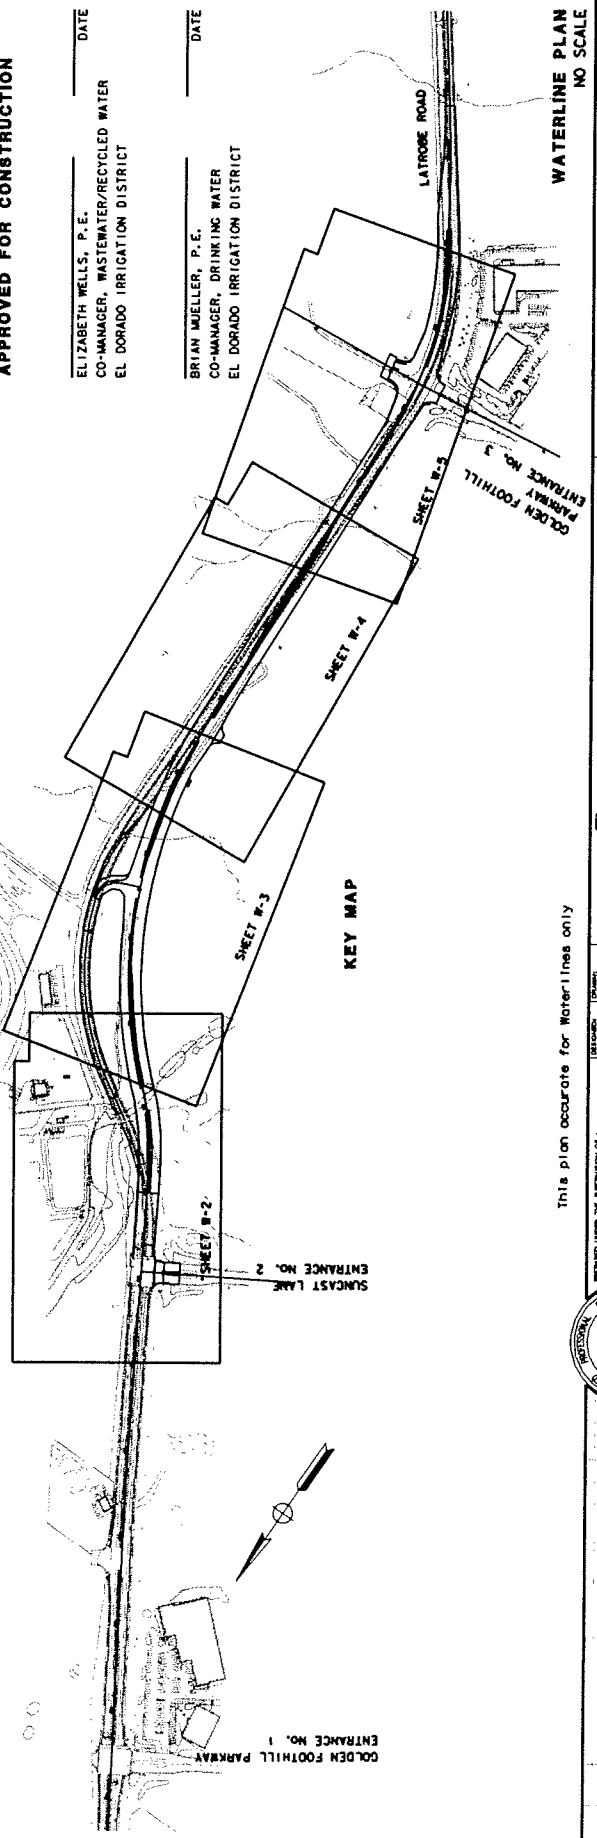 APPROVED FOR CONSTRUCTION
DATE
ELIZABETH WELLS, P.E.
CO-MANAGER, WASTEWATER/RECYCLED WATER
EL DORADO IRRIGATION DISTRICT
DATE
BRIAN MUELLER, P.E.
CO-MANAGER, DRINKING WATER
EL DORADO IRRIGATION DISTRICT
LATROBE ROAD
GOLDEN FOOTHILL
PARKWAY
ENTRANCE No. 3
SHEET W-5
SHEET W-4
SHEET W-3
SHEET W-2
SUNCAST LANE
ENTRANCE No. 2
GOLDEN FOOTHILL PARKWAY
ENTRANCE No. 1
KEY MAP
WATERLINE PLAN
NO SCALE
This plan accurate for Waterlines only
PROFESSIONAL